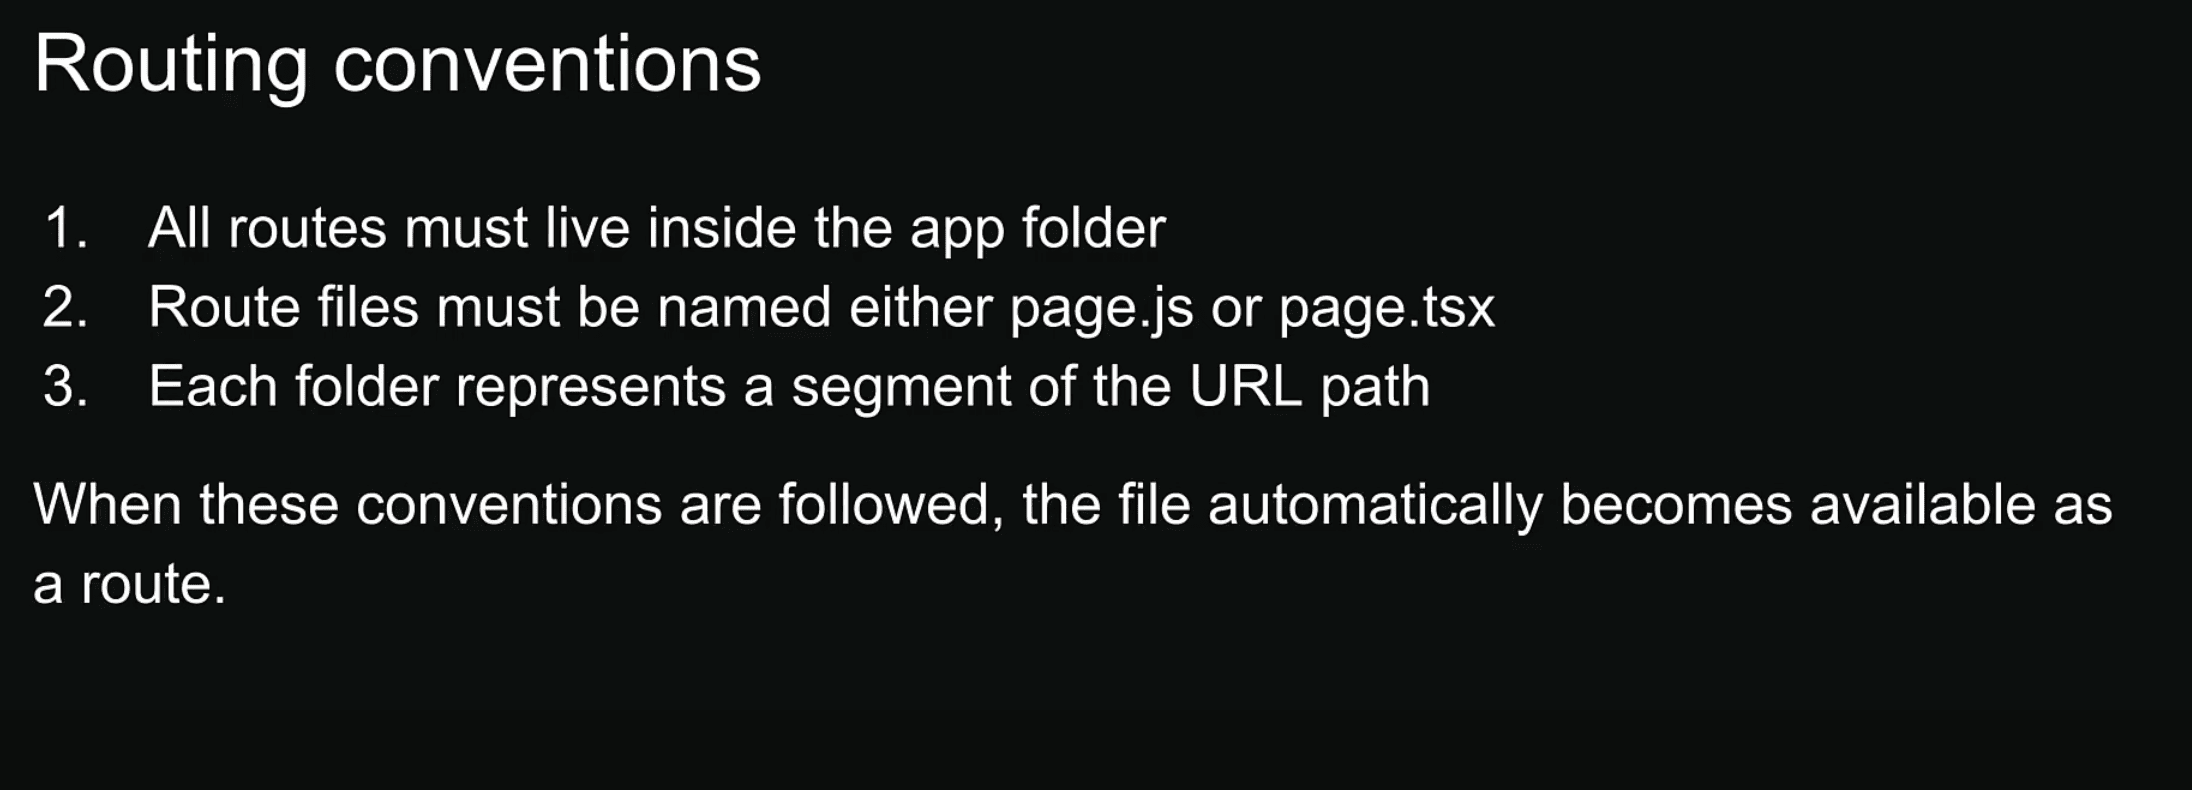 Routing conventions
1. All routes must live inside the app folder
2. Route files must be named either page.js or page.tsx
3. Each folder represents a segment of the URL path
When these conventions are followed, the file automatically becomes available as
a route.